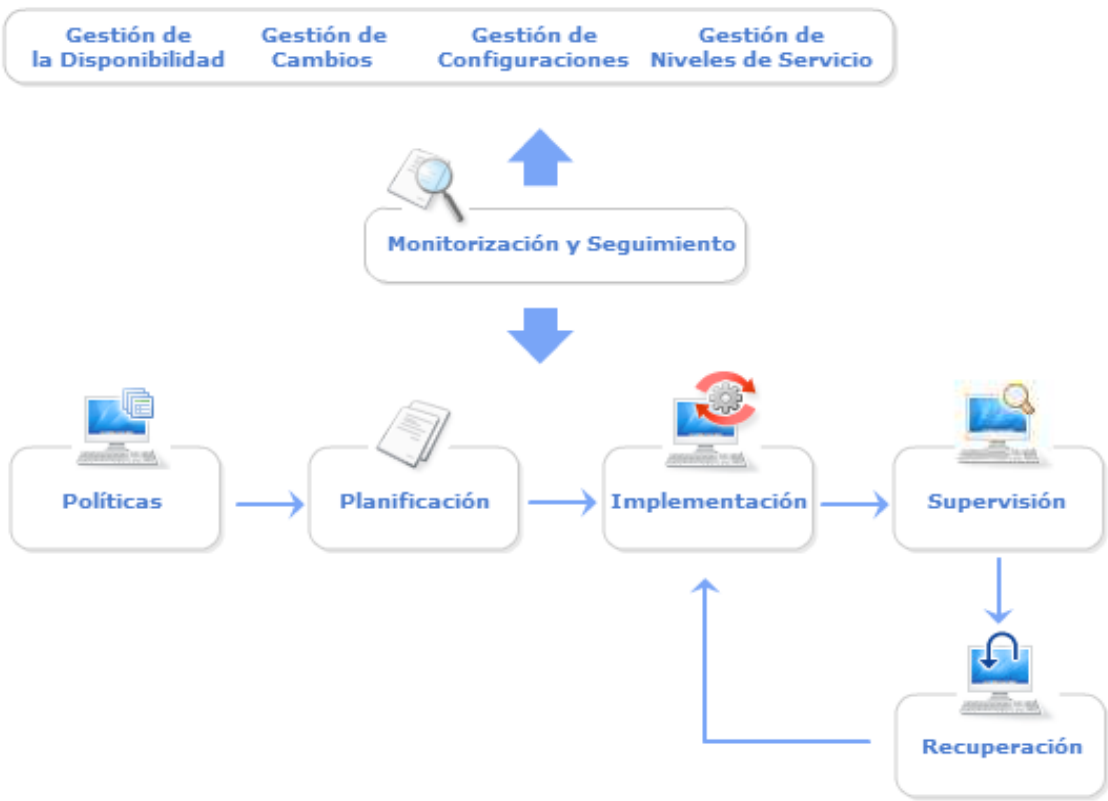 Gestión de
la Disponibilidad
Gestión de
Cambios
Gestión de
Configuraciones
Gestión de
Niveles de Servicio
Monitorización y Seguimiento
Políticas
Planificación
Implementación
Supervisión
Recuperación